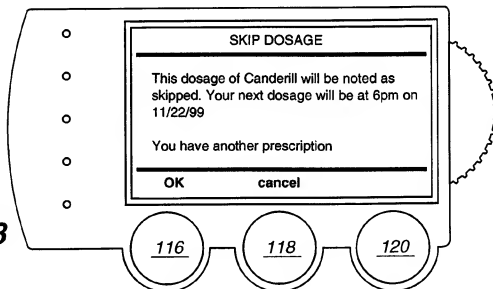 SKIP DOSAGE
This dosage of Canderill will be noted as
skipped. Your next dosage will be at 6pm on
11/22/99
You have another prescription
OK cancel
116 118 120